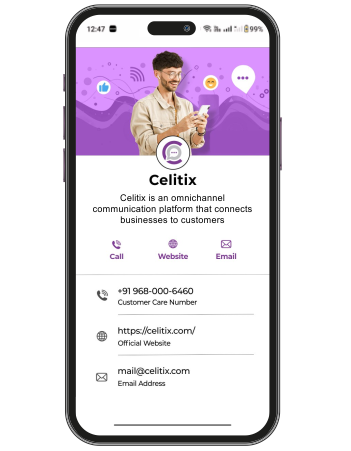 12:47
99%
Celitix
Celitix is an omnichannel
communication platform that connects
businesses to customers
Call Website Email
+91 968-000-6460
Customer Care Number
https://celitix.com/
Official Website
mail@celitix.com
Email Address